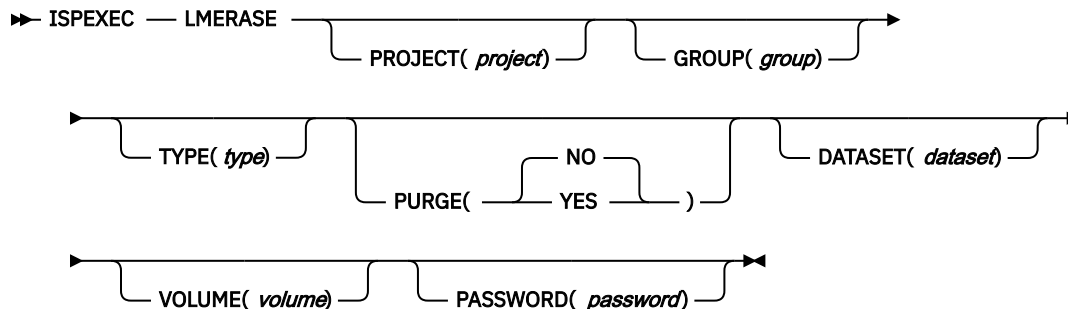 ISPEXEC LMERASE
PROJECT( project) GROUP( group)
NO
TYPE( type) DATASET( dataset)
PURGE( YES )
VOLUME( volume) PASSWORD( password)